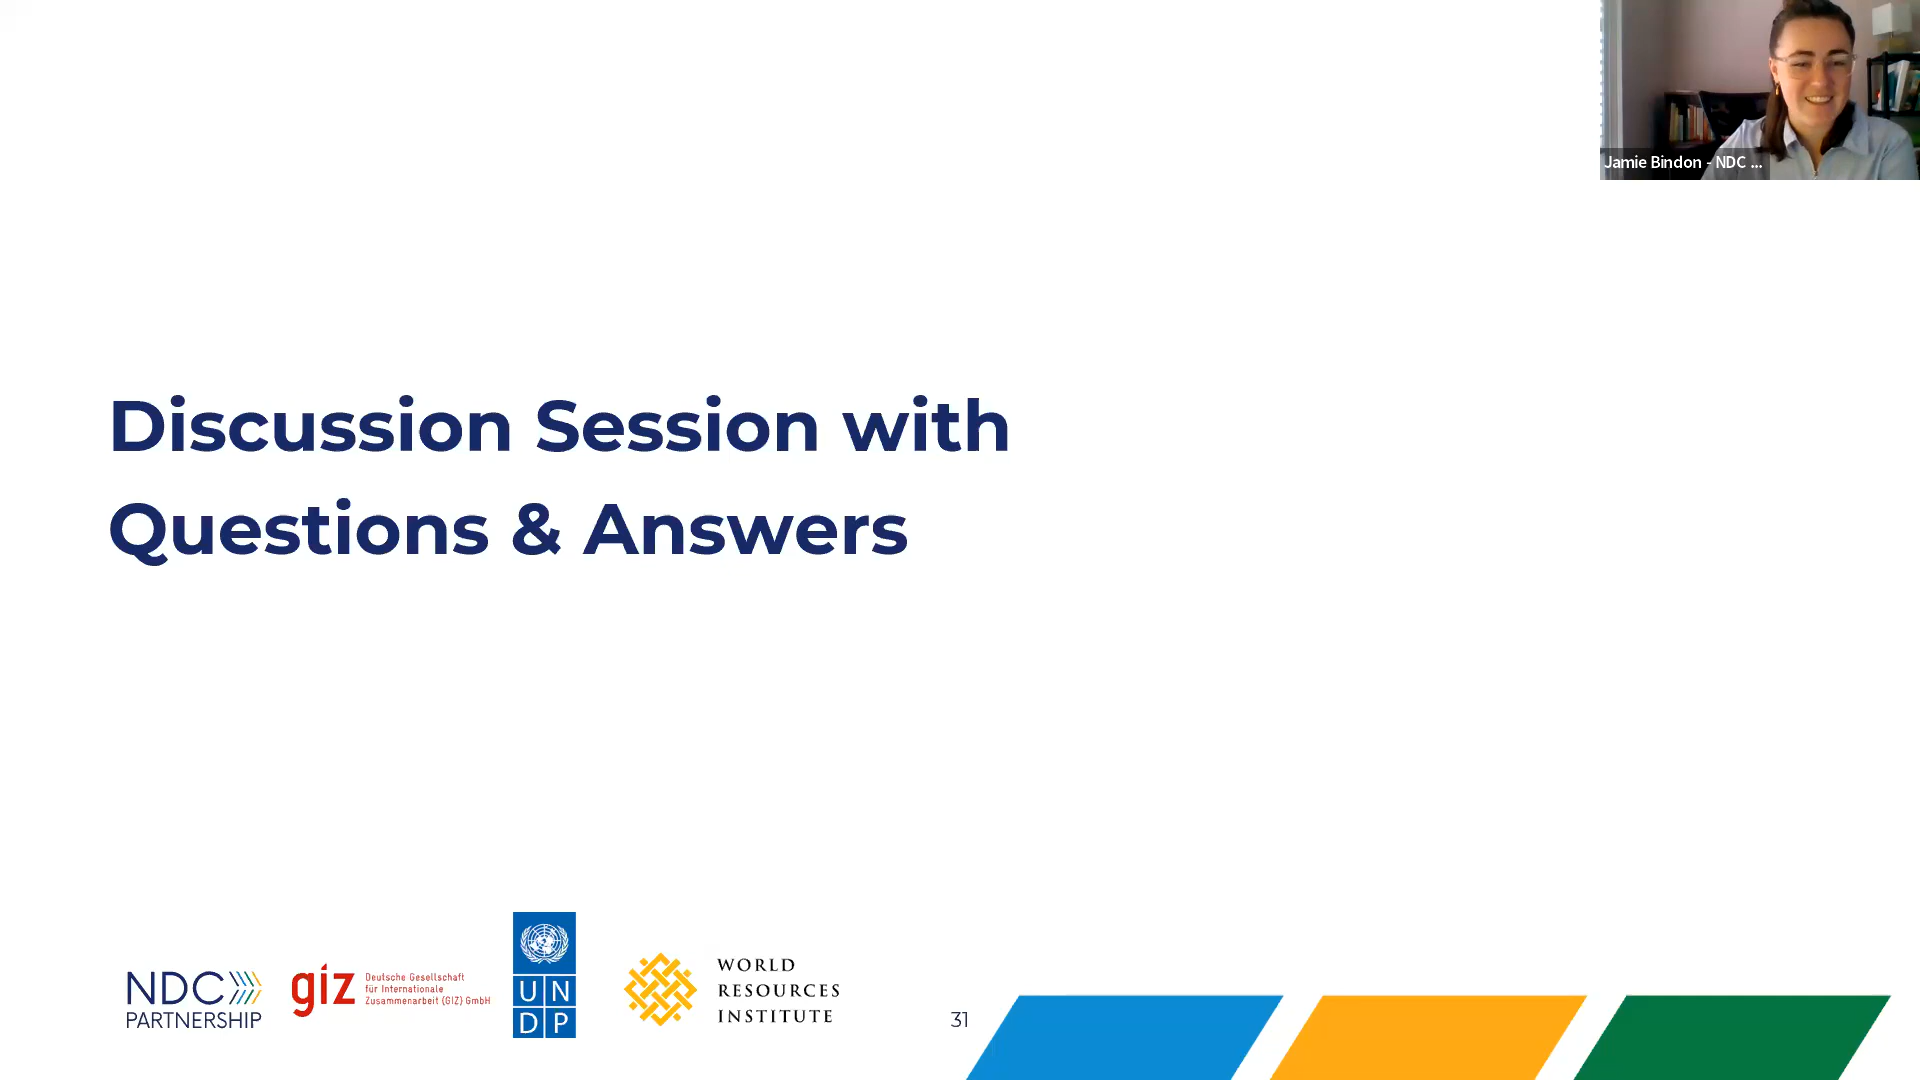 Jamie Bindon - NDC ...
Discussion Session with
Questions & Answers
NDC
PARTNERSHIP
giz
Deutsche Gesellschaft
für Internationale
Zusammenarbeit (GIZ) GmbH
U N
D P
WORLD
RESOURCES
INSTITUTE
31